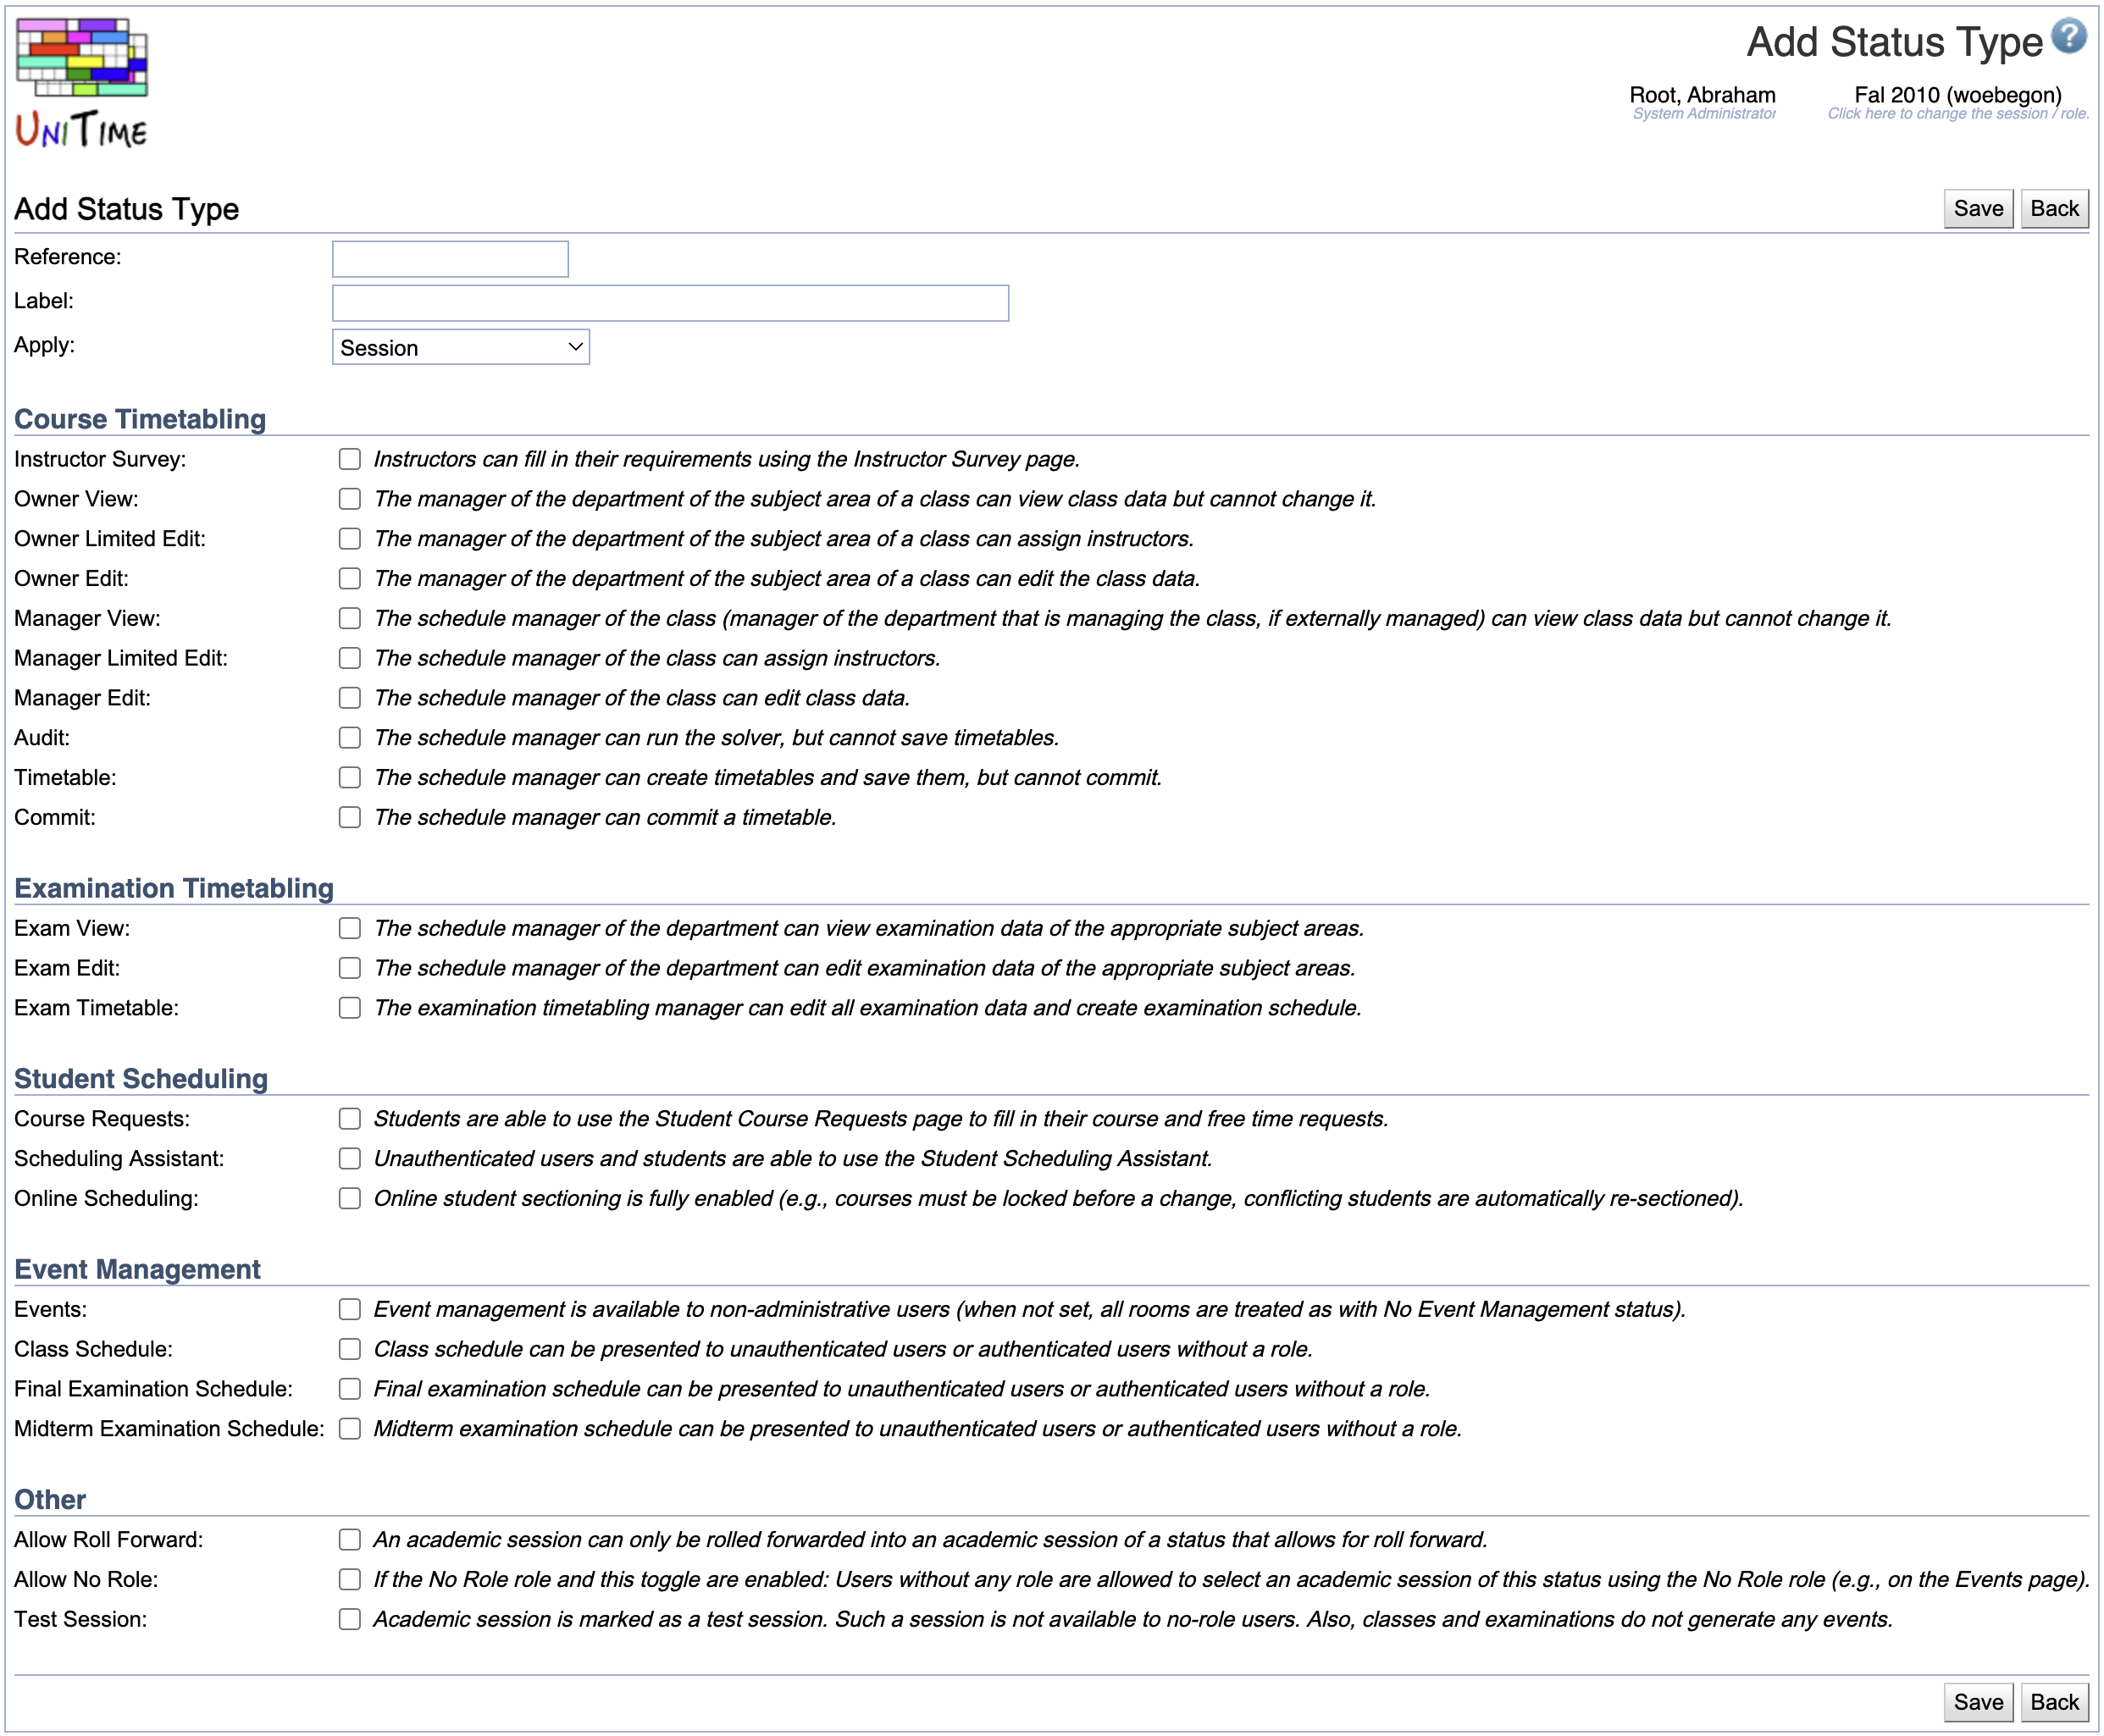 UniTime
Add Status Type
Root, Abraham
System Administrator
Fal 2010 (woebegon)
Click here to change the session / role.
Add Status Type
Save Back
Reference:
Label:
Apply: Session
Course Timetabling
Instructor Survey: Instructors can fill in their requirements using the Instructor Survey page.
Owner View: The manager of the department of the subject area of a class can view class data but cannot change it.
Owner Limited Edit: The manager of the department of the subject area of a class can assign instructors.
Owner Edit: The manager of the department of the subject area of a class can edit the class data.
Manager View: The schedule manager of the class (manager of the department that is managing the class, if externally managed) can view class data but cannot change it.
Manager Limited Edit: The schedule manager of the class can assign instructors.
Manager Edit: The schedule manager of the class can edit class data.
Audit: The schedule manager can run the solver, but cannot save timetables.
Timetable: The schedule manager can create timetables and save them, but cannot commit.
Commit: The schedule manager can commit a timetable.
Examination Timetabling
Exam View: The schedule manager of the department can view examination data of the appropriate subject areas.
Exam Edit: The schedule manager of the department can edit examination data of the appropriate subject areas.
Exam Timetable: The examination timetabling manager can edit all examination data and create examination schedule.
Student Scheduling
Course Requests: Students are able to use the Student Course Requests page to fill in their course and free time requests.
Scheduling Assistant: Unauthenticated users and students are able to use the Student Scheduling Assistant.
Online Scheduling: Online student sectioning is fully enabled (e.g., courses must be locked before a change, conflicting students are automatically re-sectioned).
Event Management
Events: Event management is available to non-administrative users (when not set, all rooms are treated as with No Event Management status).
Class Schedule: Class schedule can be presented to unauthenticated users or authenticated users without a role.
Final Examination Schedule: Final examination schedule can be presented to unauthenticated users or authenticated users without a role.
Midterm Examination Schedule: Midterm examination schedule can be presented to unauthenticated users or authenticated users without a role.
Other
Allow Roll Forward: An academic session can only be rolled forwarded into an academic session of a status that allows for roll forward.
Allow No Role: If the No Role role and this toggle are enabled: Users without any role are allowed to select an academic session of this status using the No Role role (e.g., on the Events page).
Test Session: Academic session is marked as a test session. Such a session is not available to no-role users. Also, classes and examinations do not generate any events.
Save Back